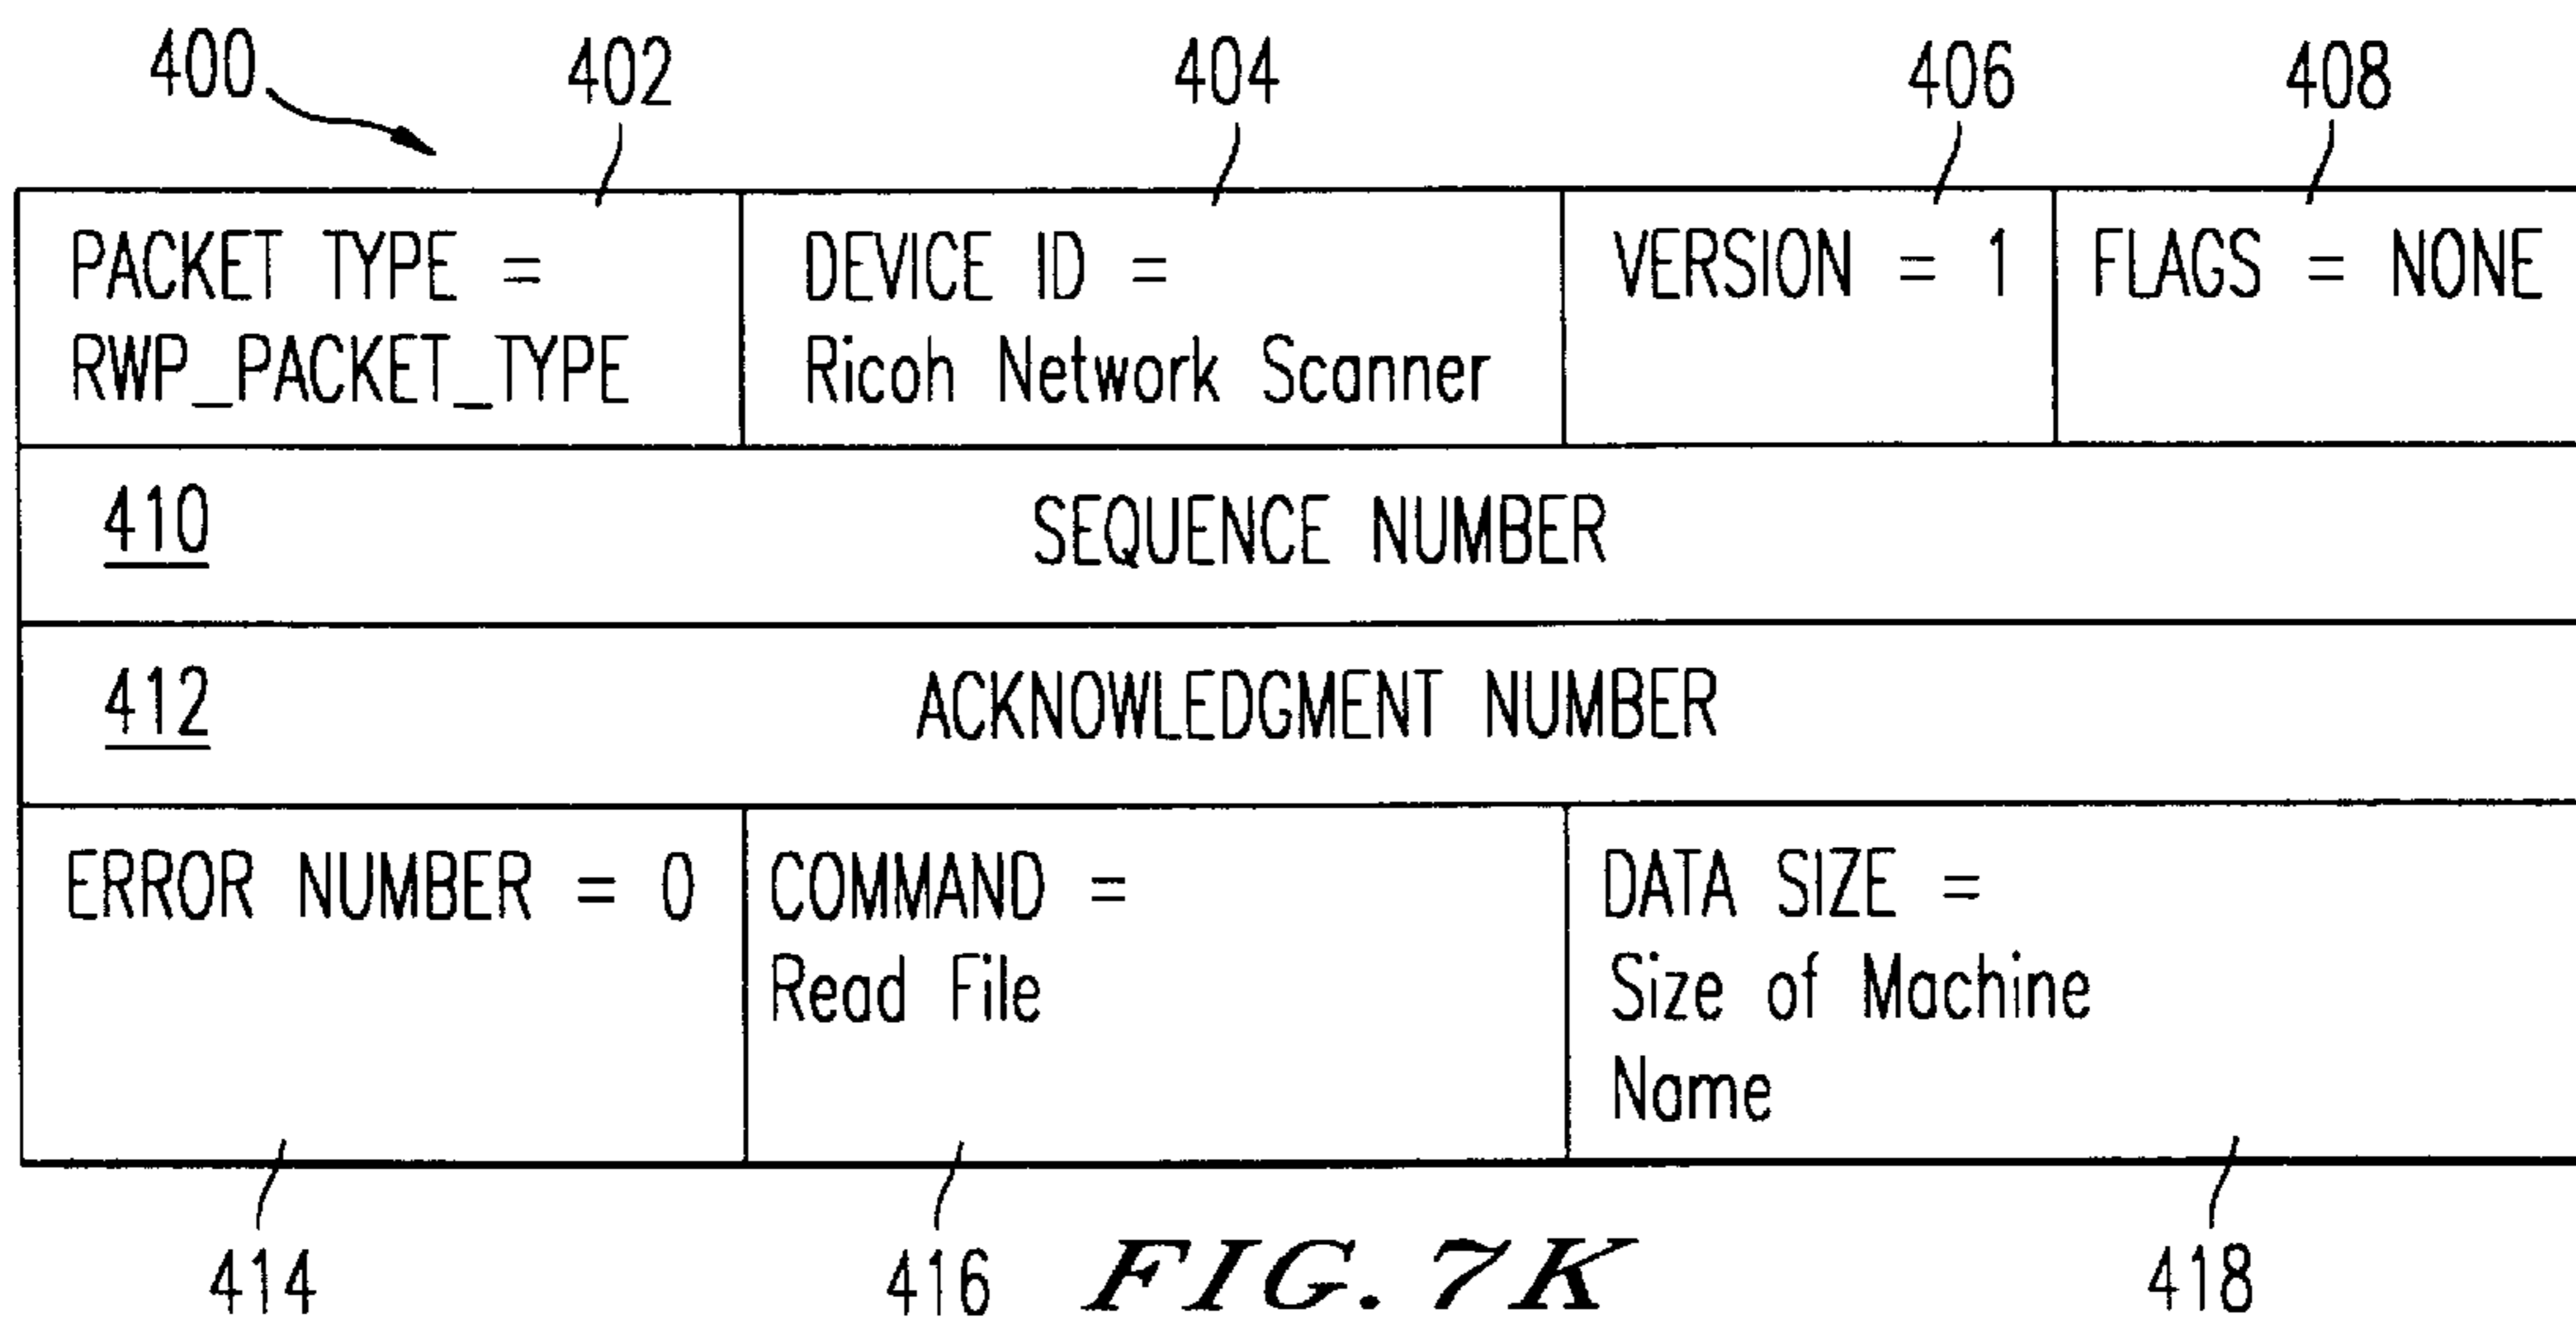 400 402 404 406 408
PACKET TYPE =
RWP_PACKET_TYPE
DEVICE ID =
Ricoh Network Scanner
VERSION = 1
FLAGS = NONE
410 SEQUENCE NUMBER
412 ACKNOWLEDGMENT NUMBER
ERROR NUMBER = 0
COMMAND =
Read File
DATA SIZE =
Size of Machine
Name
414 416 418
FIG. 7K